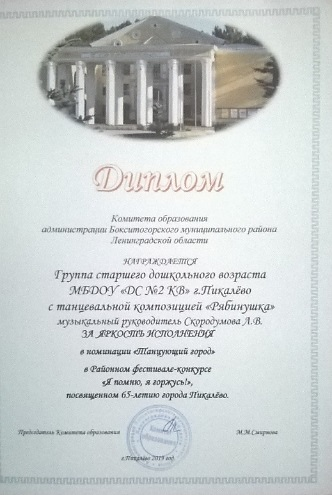 Диплом
Комитета образования
администрации Бокситогорского муниципального района
Ленинградской области
НАГРАЖДАЕТСЯ
Группа старшего дошкольного возраста
МБДОУ «ДС №2 КВ» г.Пикалёво
с танцевальной композицией «Рябинушка»
музыкальный руководитель Скородумова Л.В.
ЗА ЯРКОСТЬ ИСПОЛНЕНИЯ
в номинации «Танцующий город»
в Районном фестивале-конкурсе
«Я помню, я горжусь!»,
посвященном 65-летию города Пикалёво.
Председатель Комитета образования М.М.Смирнова
г.Пикалёво 2019 год